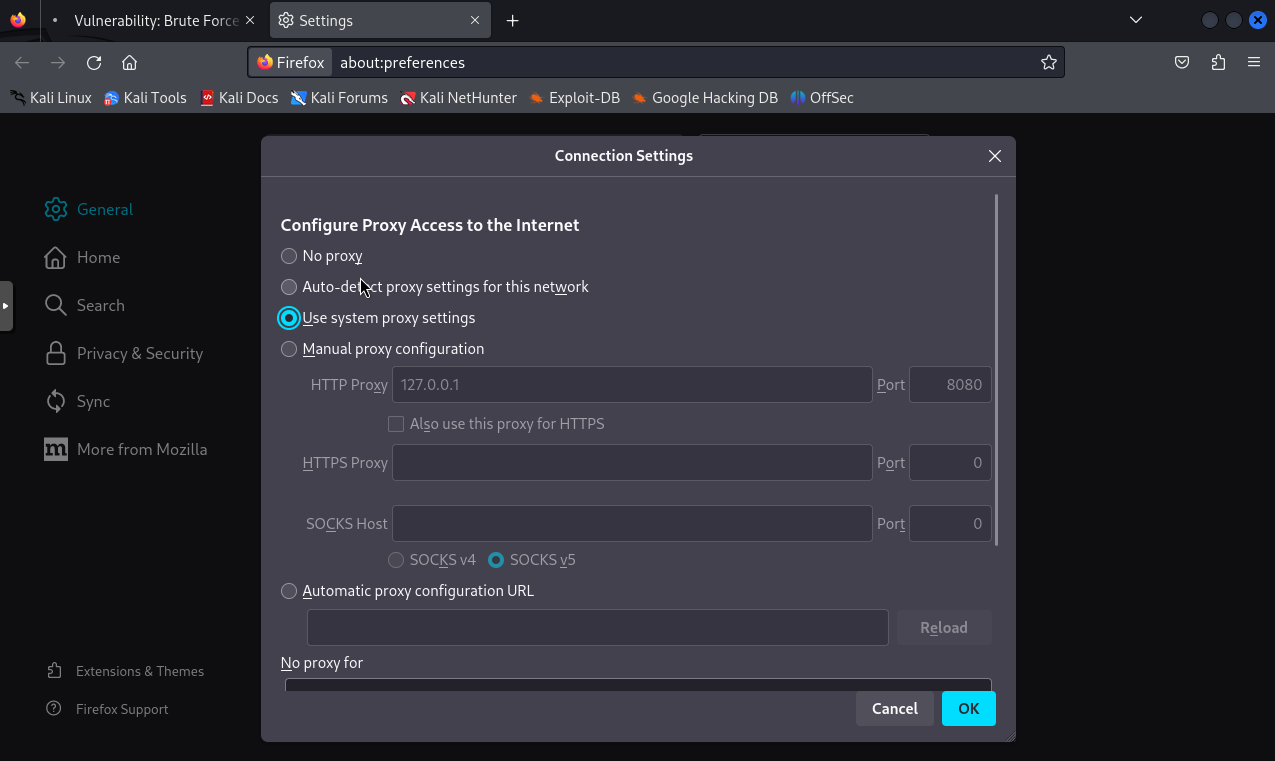 Vulnerability: Brute Force
Settings
Firefox about:preferences
Kali Linux Kali Tools Kali Docs Kali Forums Kali NetHunter Exploit-DB Google Hacking DB OffSec
Connection Settings
General
Home
Search
Privacy & Security
Sync
m More from Mozilla
Extensions & Themes
Firefox Support
Configure Proxy Access to the Internet
No proxy
Auto-detect proxy settings for this network
Use system proxy settings
Manual proxy configuration
HTTP Proxy 127.0.0.1 Port 8080
Also use this proxy for HTTPS
HTTPS Proxy Port 0
SOCKS Host Port 0
SOCKS v4 SOCKS v5
Automatic proxy configuration URL
Reload
No proxy for
Cancel OK